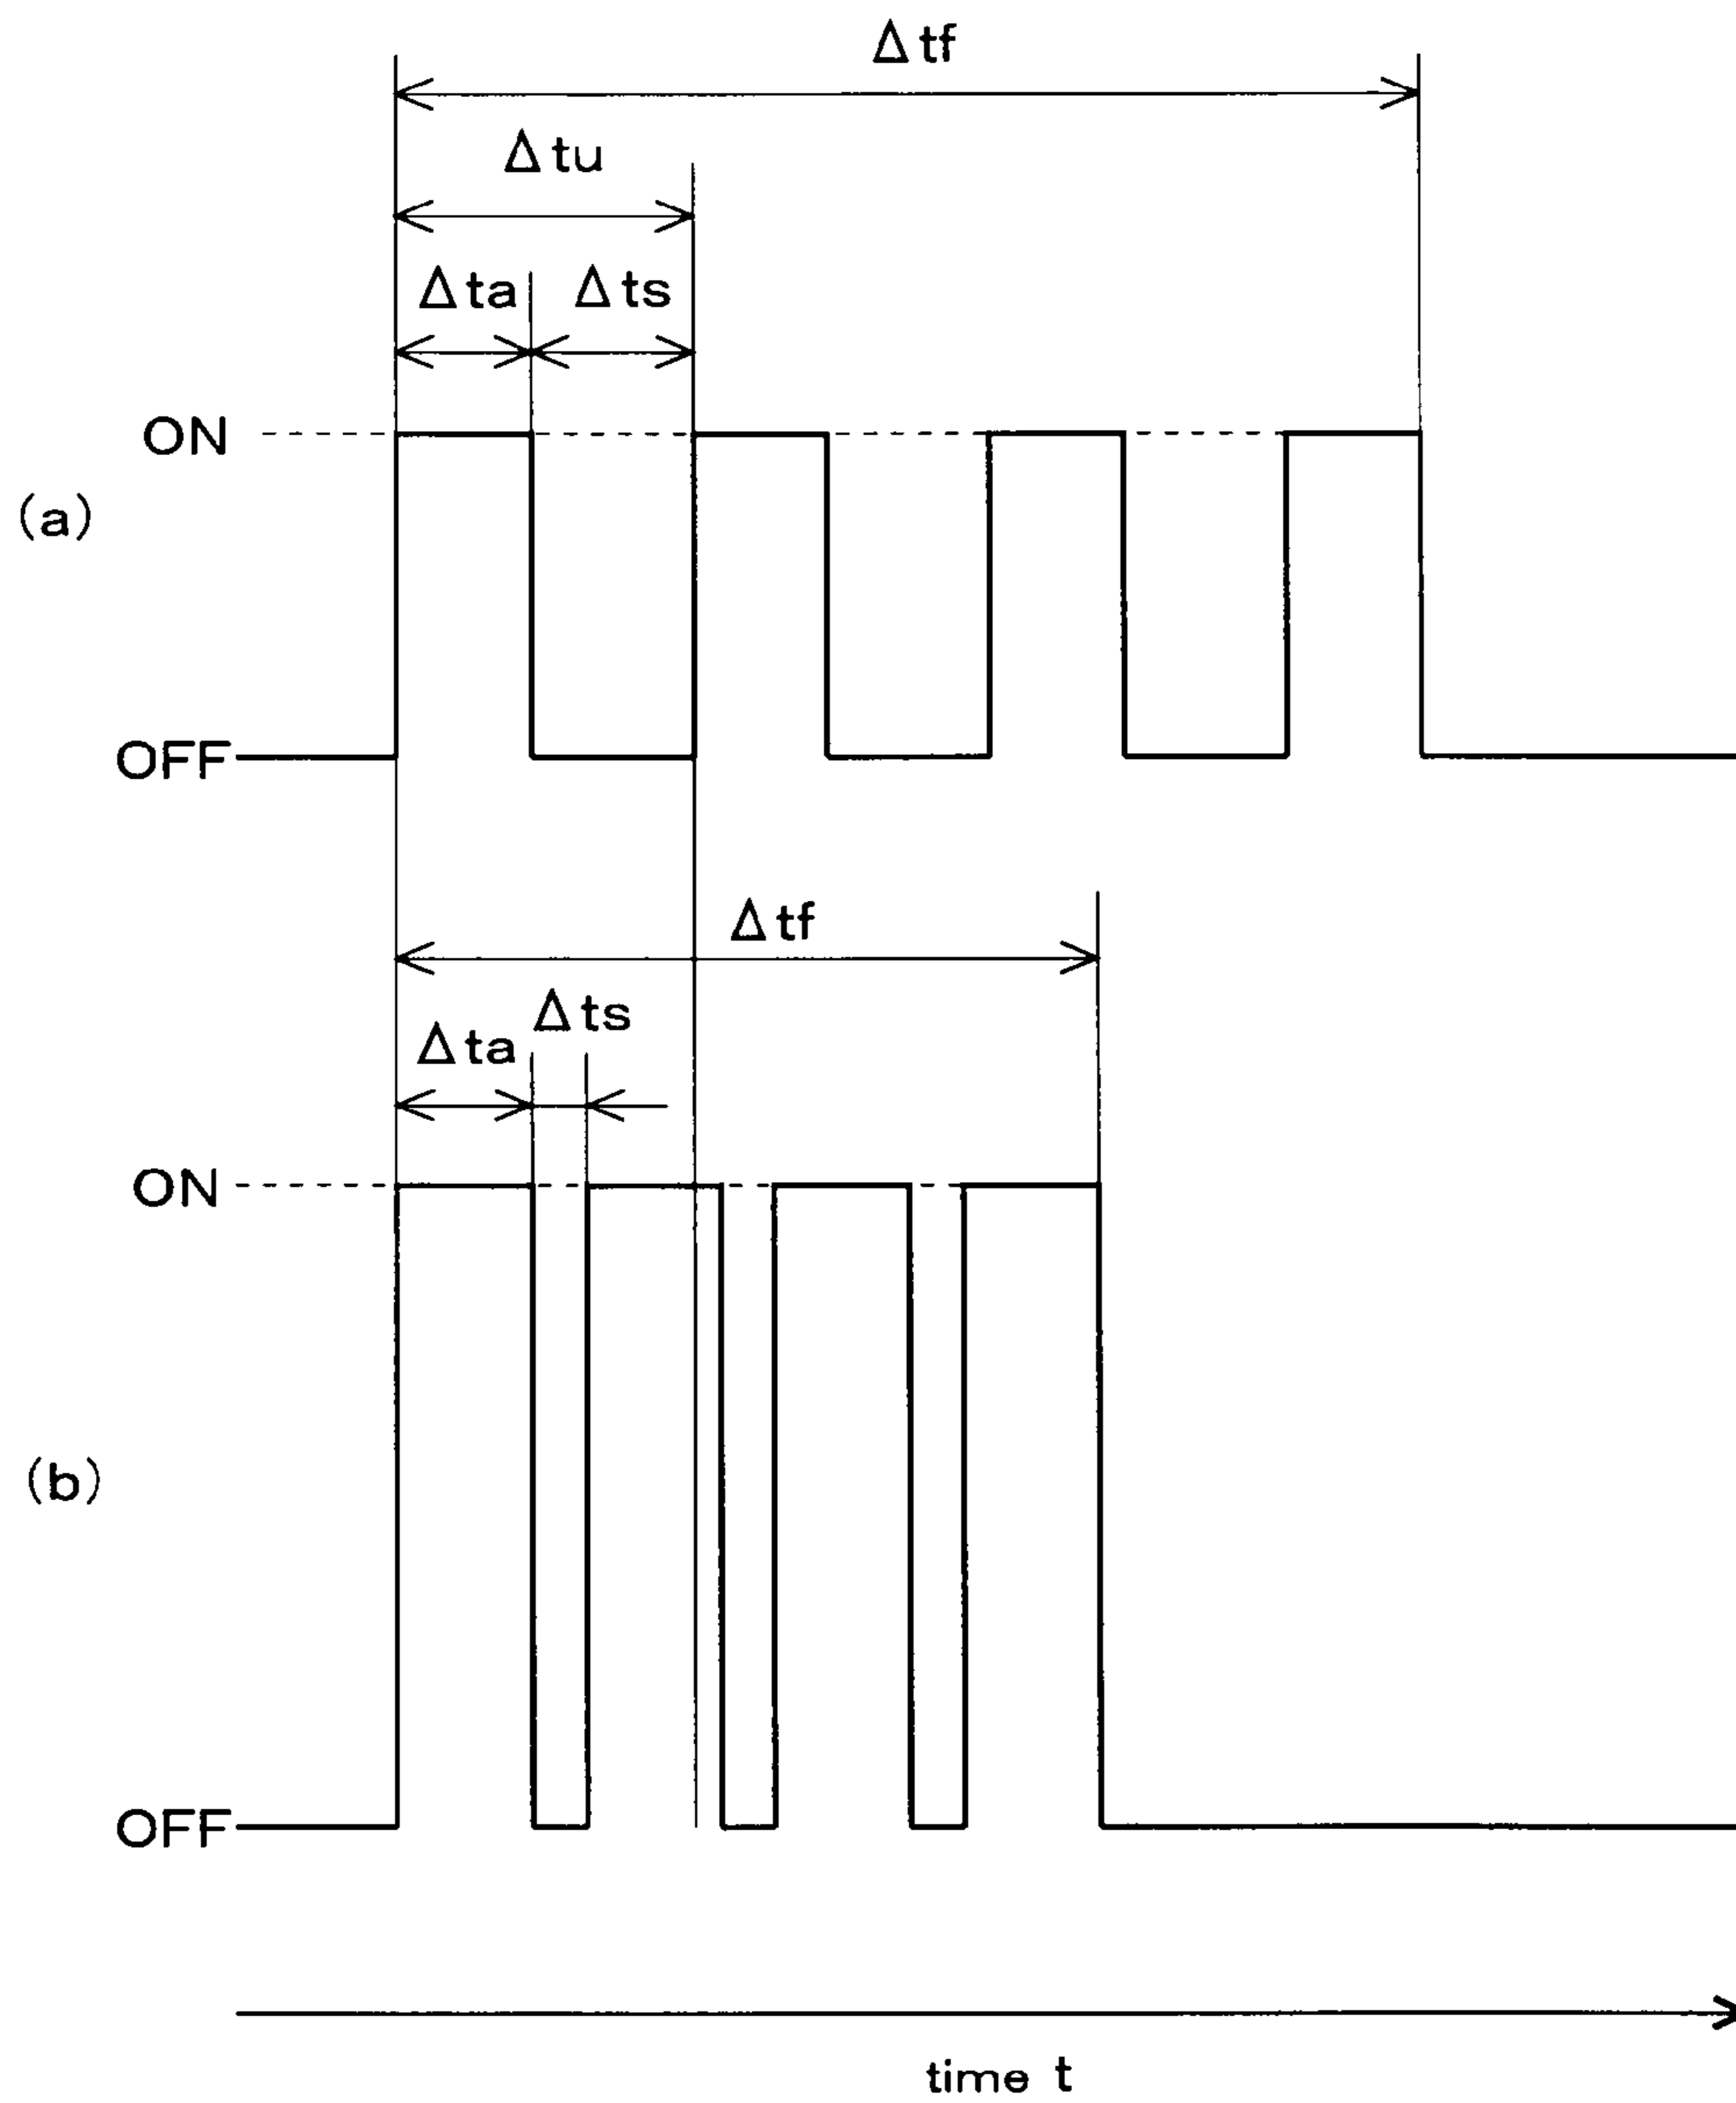 Δtf
Δtu
Δta Δts
ON
(a)
OFF
Δtf
Δts
Δta
ON
(b)
OFF
time t